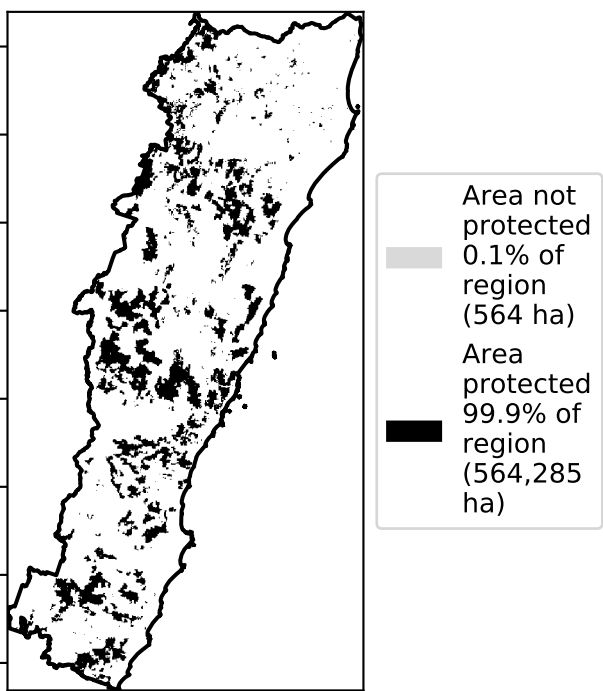 Area not
protected
0.1% of
region
(564 ha)
Area
protected
99.9% of
region
(564,285
ha)